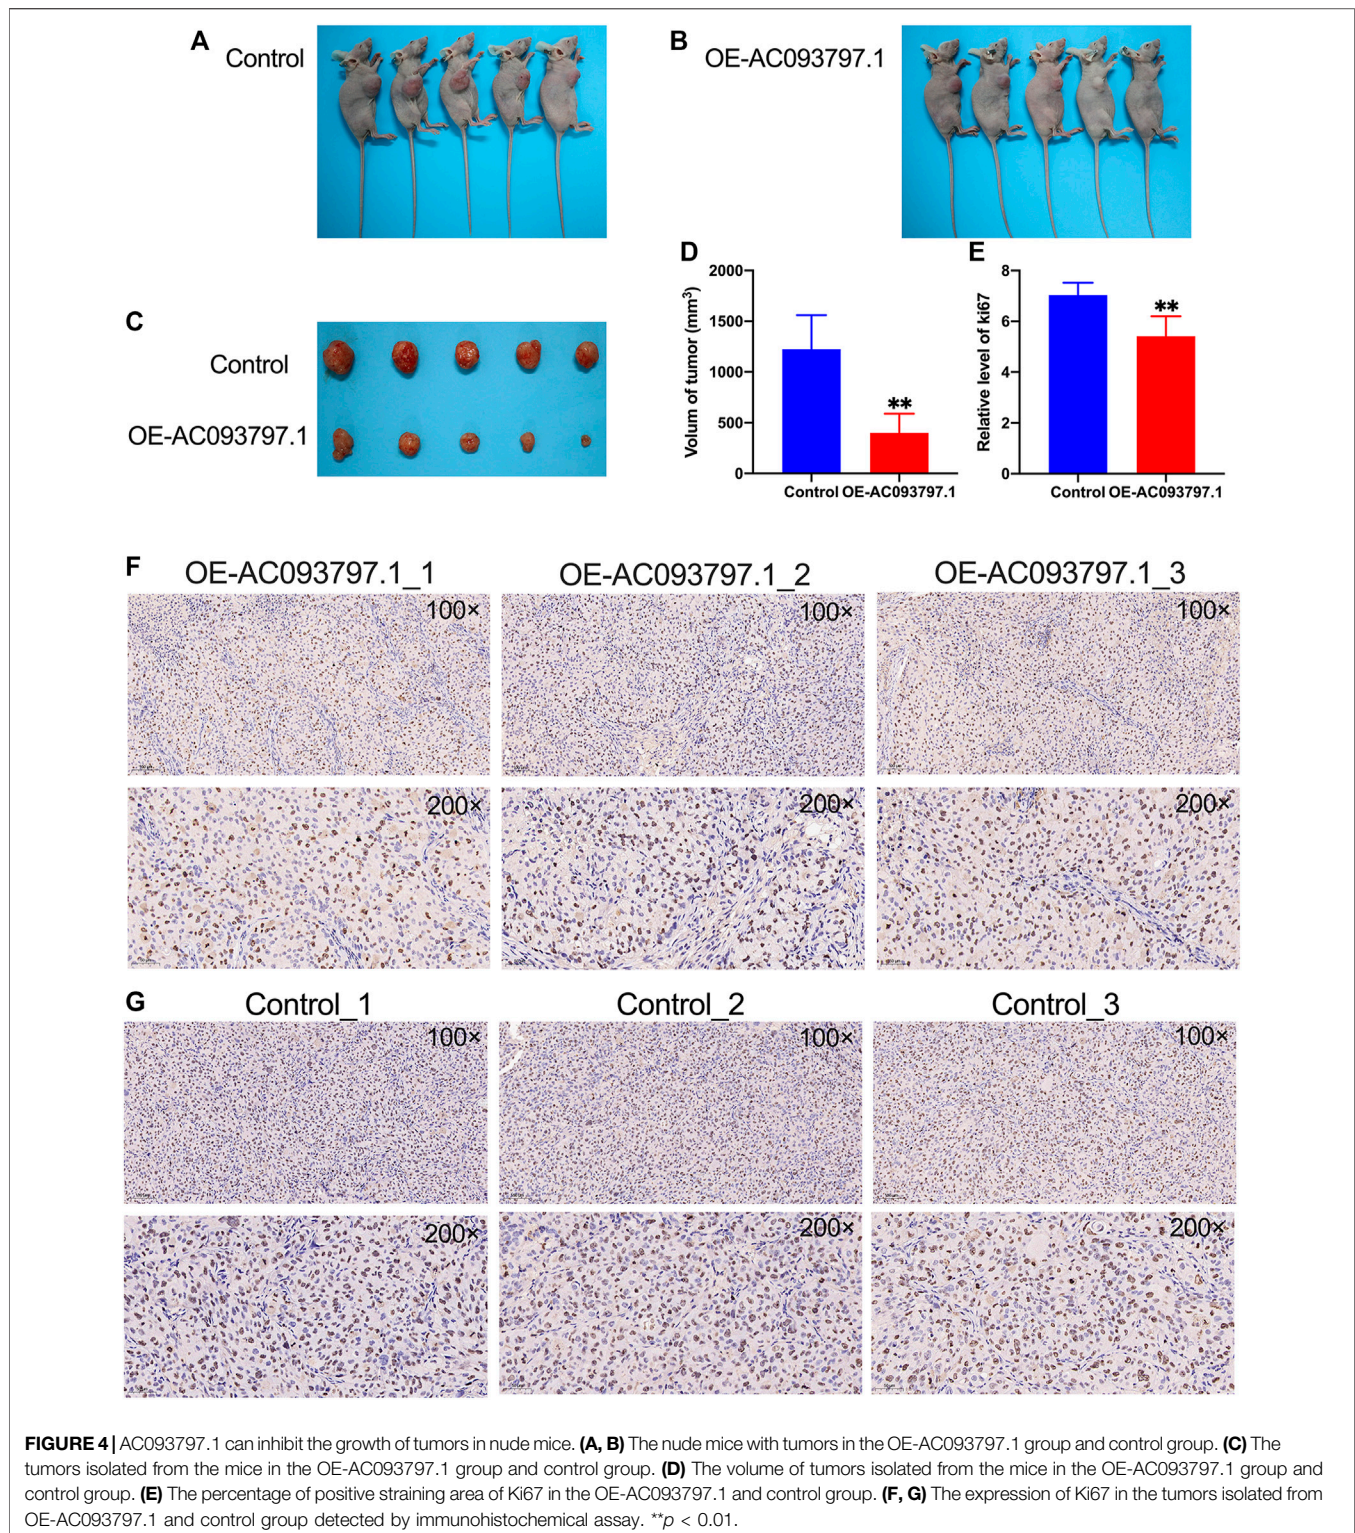 A
Control
B
OE-AC093797.1
C
Control
OE-AC093797.1
D
Volum of tumor (mm³)
2000
1500
1000
500
0
**
Control OE-AC093797.1
E
Relative level of ki67
8
6
4
2
0
**
Control OE-AC093797.1
F
OE-AC093797.1_1
OE-AC093797.1_2
OE-AC093797.1_3
100×
100×
100×
200×
200×
200×
G
Control_1
Control_2
Control_3
100×
100×
100×
200×
200×
200×
FIGURE 4 | AC093797.1 can inhibit the growth of tumors in nude mice. (A, B) The nude mice with tumors in the OE-AC093797.1 group and control group. (C) The
tumors isolated from the mice in the OE-AC093797.1 group and control group. (D) The volume of tumors isolated from the mice in the OE-AC093797.1 group and
control group. (E) The percentage of positive straining area of Ki67 in the OE-AC093797.1 and control group. (F, G) The expression of Ki67 in the tumors isolated from
OE-AC093797.1 and control group detected by immunohistochemical assay. **p < 0.01.